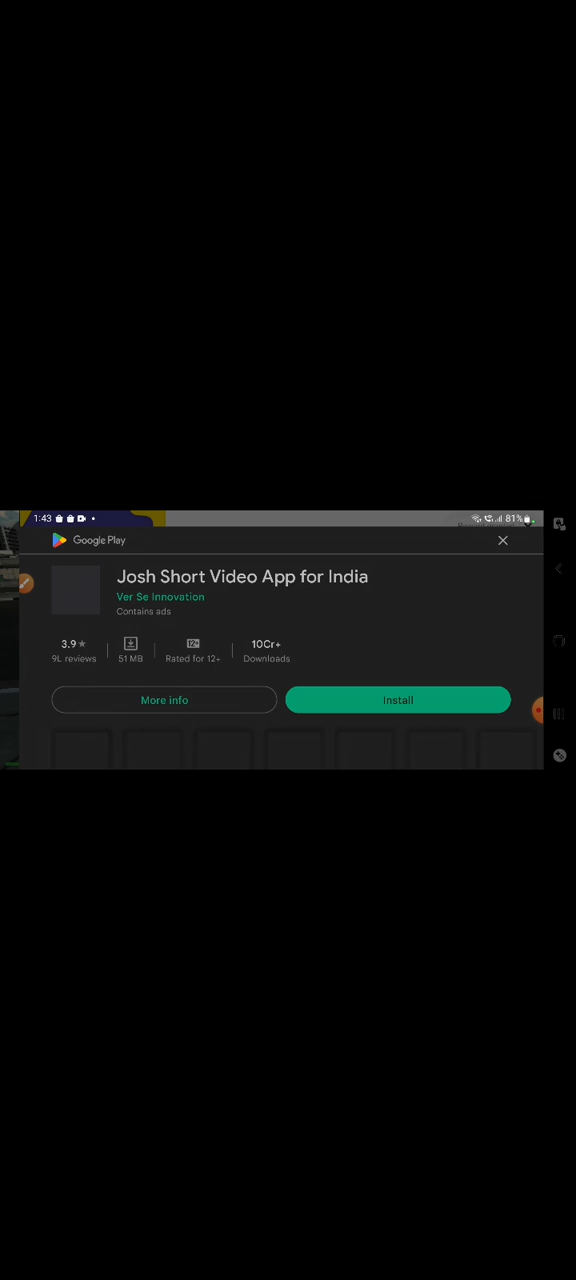 1:43
81%
Google Play
Josh Short Video App for India
Ver Se Innovation
Contains ads
3.9★
9L reviews
51 MB
12+
Rated for 12+
10Cr+
Downloads
More info
Install